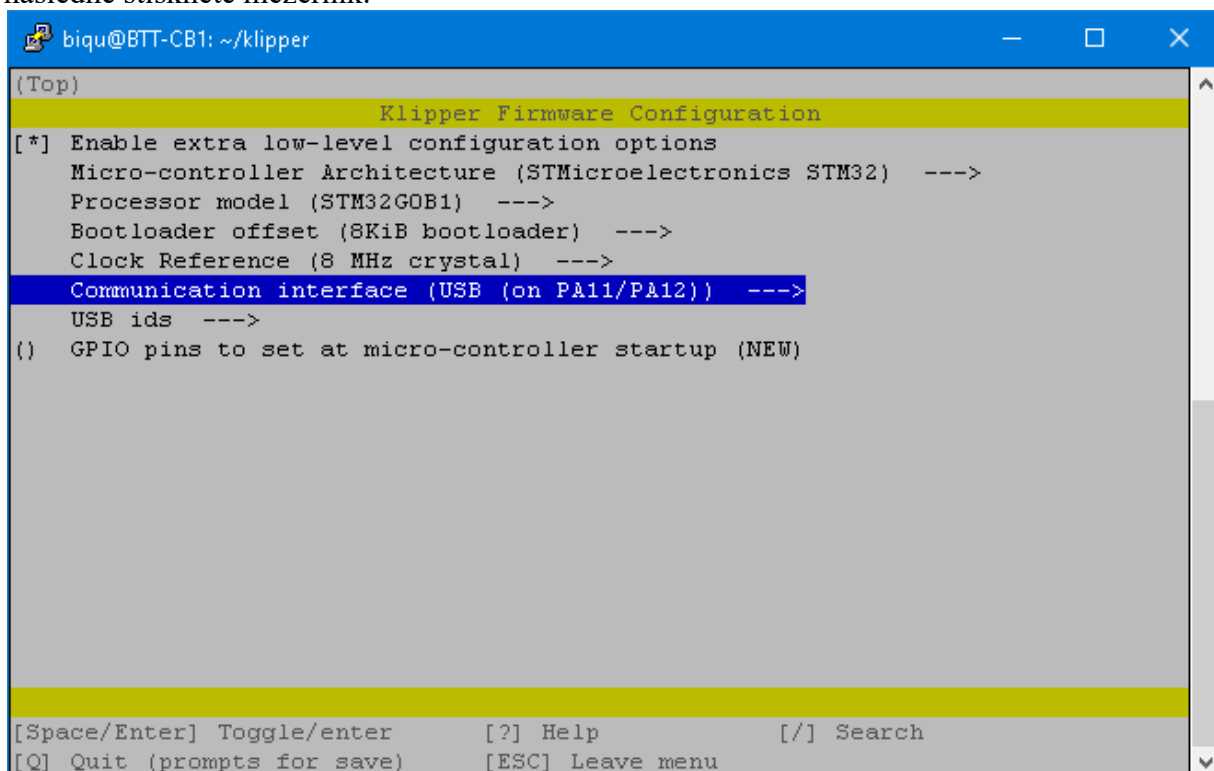 následně stiskněte mezerník.
biqu@BTT-CB1: ~/klipper
(Top)
Klipper Firmware Configuration
[*] Enable extra low-level configuration options
Micro-controller Architecture (STMicroelectronics STM32) --->
Processor model (STM32G0B1) --->
Bootloader offset (8KiB bootloader) --->
Clock Reference (8 MHz crystal) --->
Communication interface (USB (on PA11/PA12)) --->
USB ids --->
() GPIO pins to set at micro-controller startup (NEW)
[Space/Enter] Toggle/enter [?] Help [/] Search
[Q] Quit (prompts for save) [ESC] Leave menu